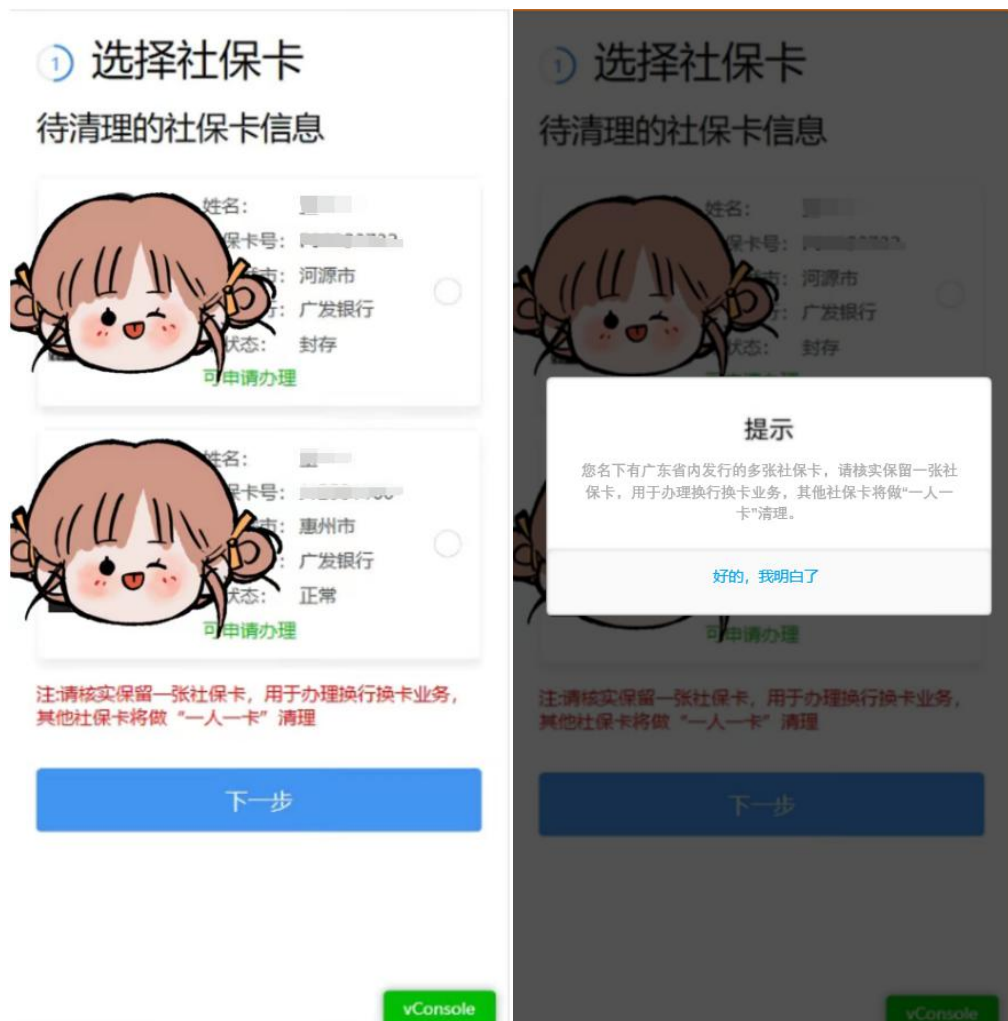 1 选择社保卡
待清理的社保卡信息
姓名：
保卡号：
市： 河源市
广发银行
状态： 封存
可申请办理
姓名：
保卡号：
市： 惠州市
广发银行
状态： 正常
可申请办理
注:请核实保留一张社保卡，用于办理换行换卡业务，
其他社保卡将做“一人一卡”清理
下一步
vConsole
1 选择社保卡
待清理的社保卡信息
姓名：
保卡号：
市： 河源市
广发银行
状态： 封存
提示
您名下有广东省内发行的多张社保卡，请核实保留一张社
保卡，用于办理换行换卡业务，其他社保卡将做“一人一
卡”清理。
好的，我明白了
可申请办理
注:请核实保留一张社保卡，用于办理换行换卡业务，
其他社保卡将做“一人一卡”清理
下一步
vConsole